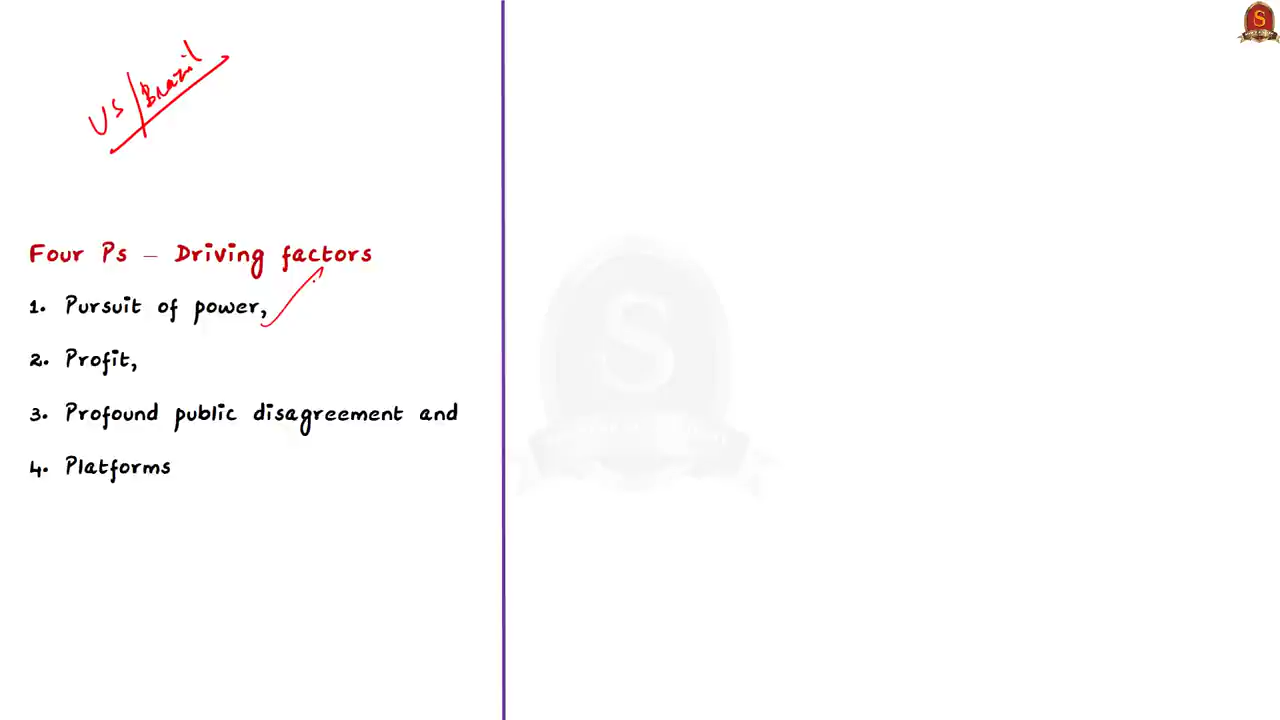 US/Brazil
Four Ps – Driving factors
1. Pursuit of power,
2. Profit,
3. Profound public disagreement and
4. Platforms
S
S